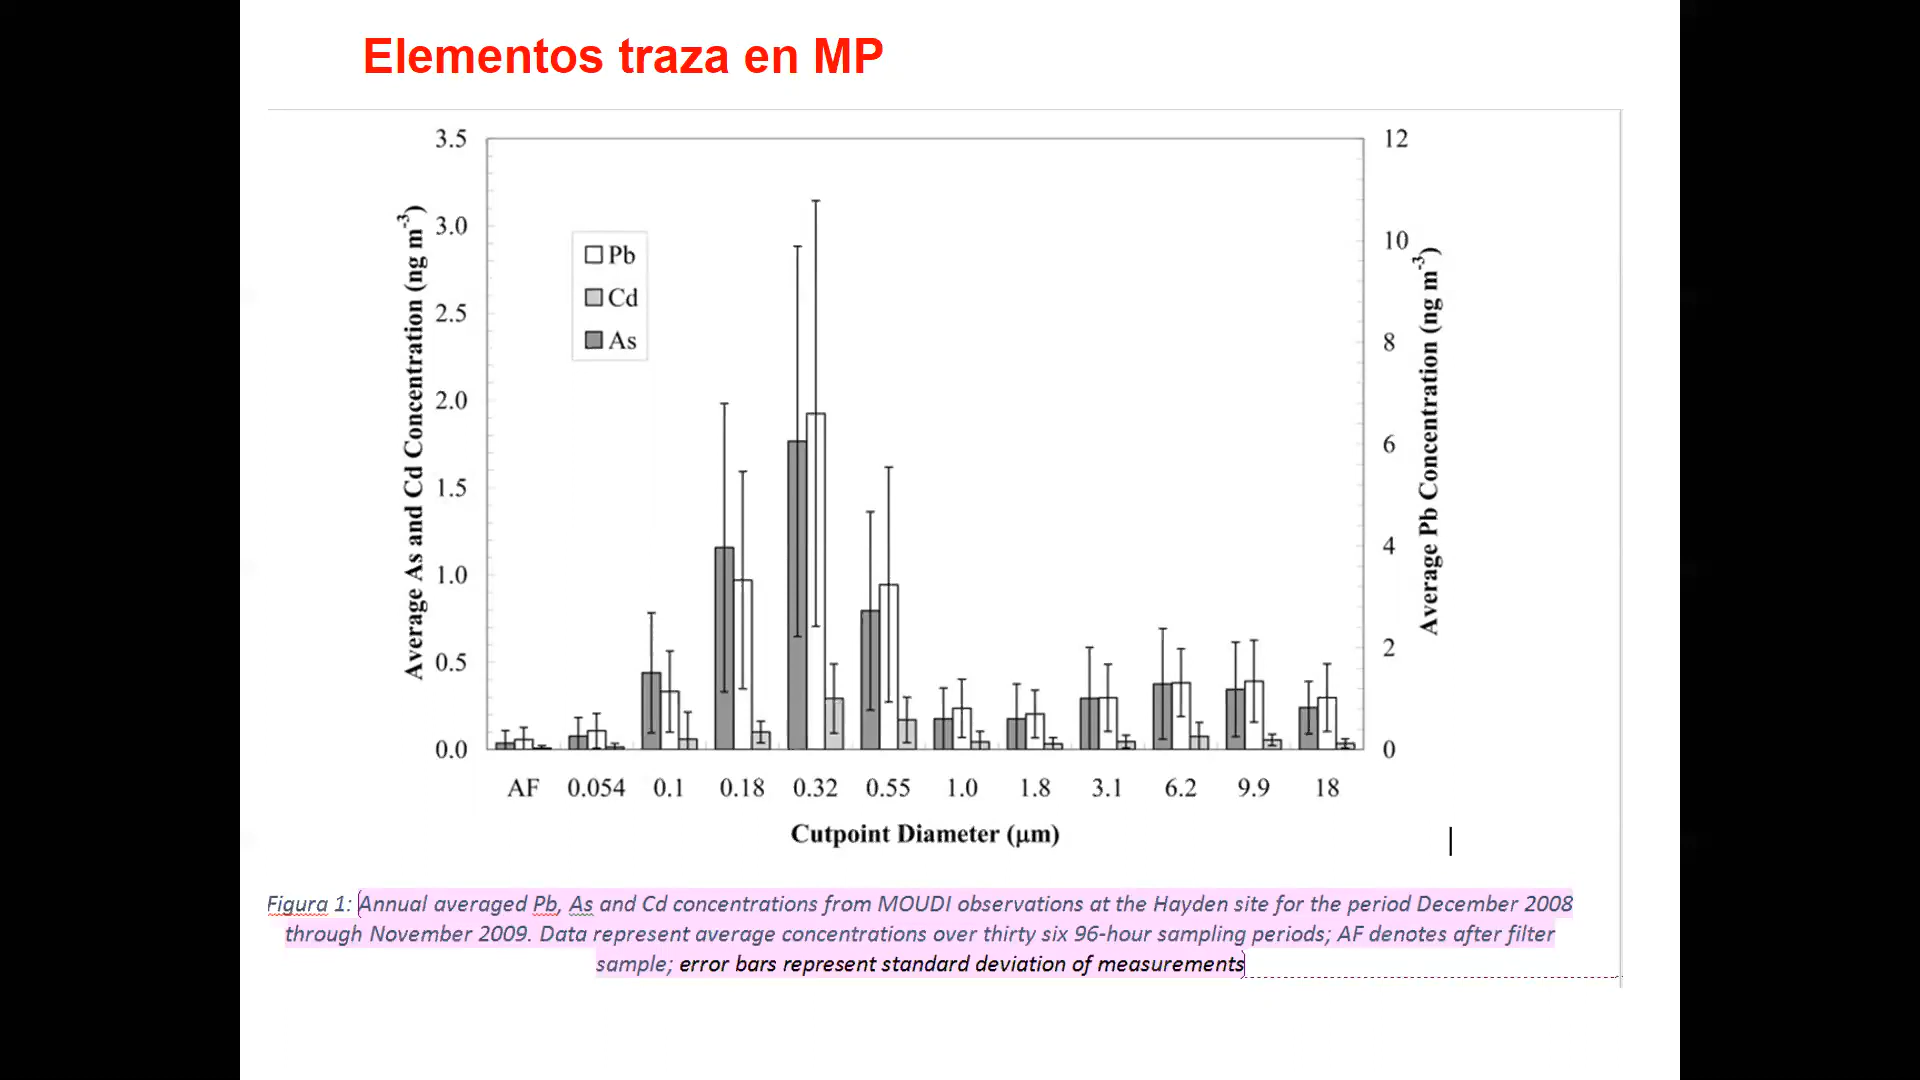 Elementos traza en MP
3.5
3.0
2.5
2.0
1.5
1.0
0.5
0.0
Average As and Cd Concentration (ng m-3)
Pb
Cd
As
12
10
8
6
4
2
0
Average Pb Concentration (ng m-3)
AF 0.054 0.1 0.18 0.32 0.55 1.0 1.8 3.1 6.2 9.9 18
Cutpoint Diameter (µm)
Figura 1: Annual averaged Pb, As and Cd concentrations from MOUDI observations at the Hayden site for the period December 2008
through November 2009. Data represent average concentrations over thirty six 96-hour sampling periods; AF denotes after filter
sample; error bars represent standard deviation of measurements